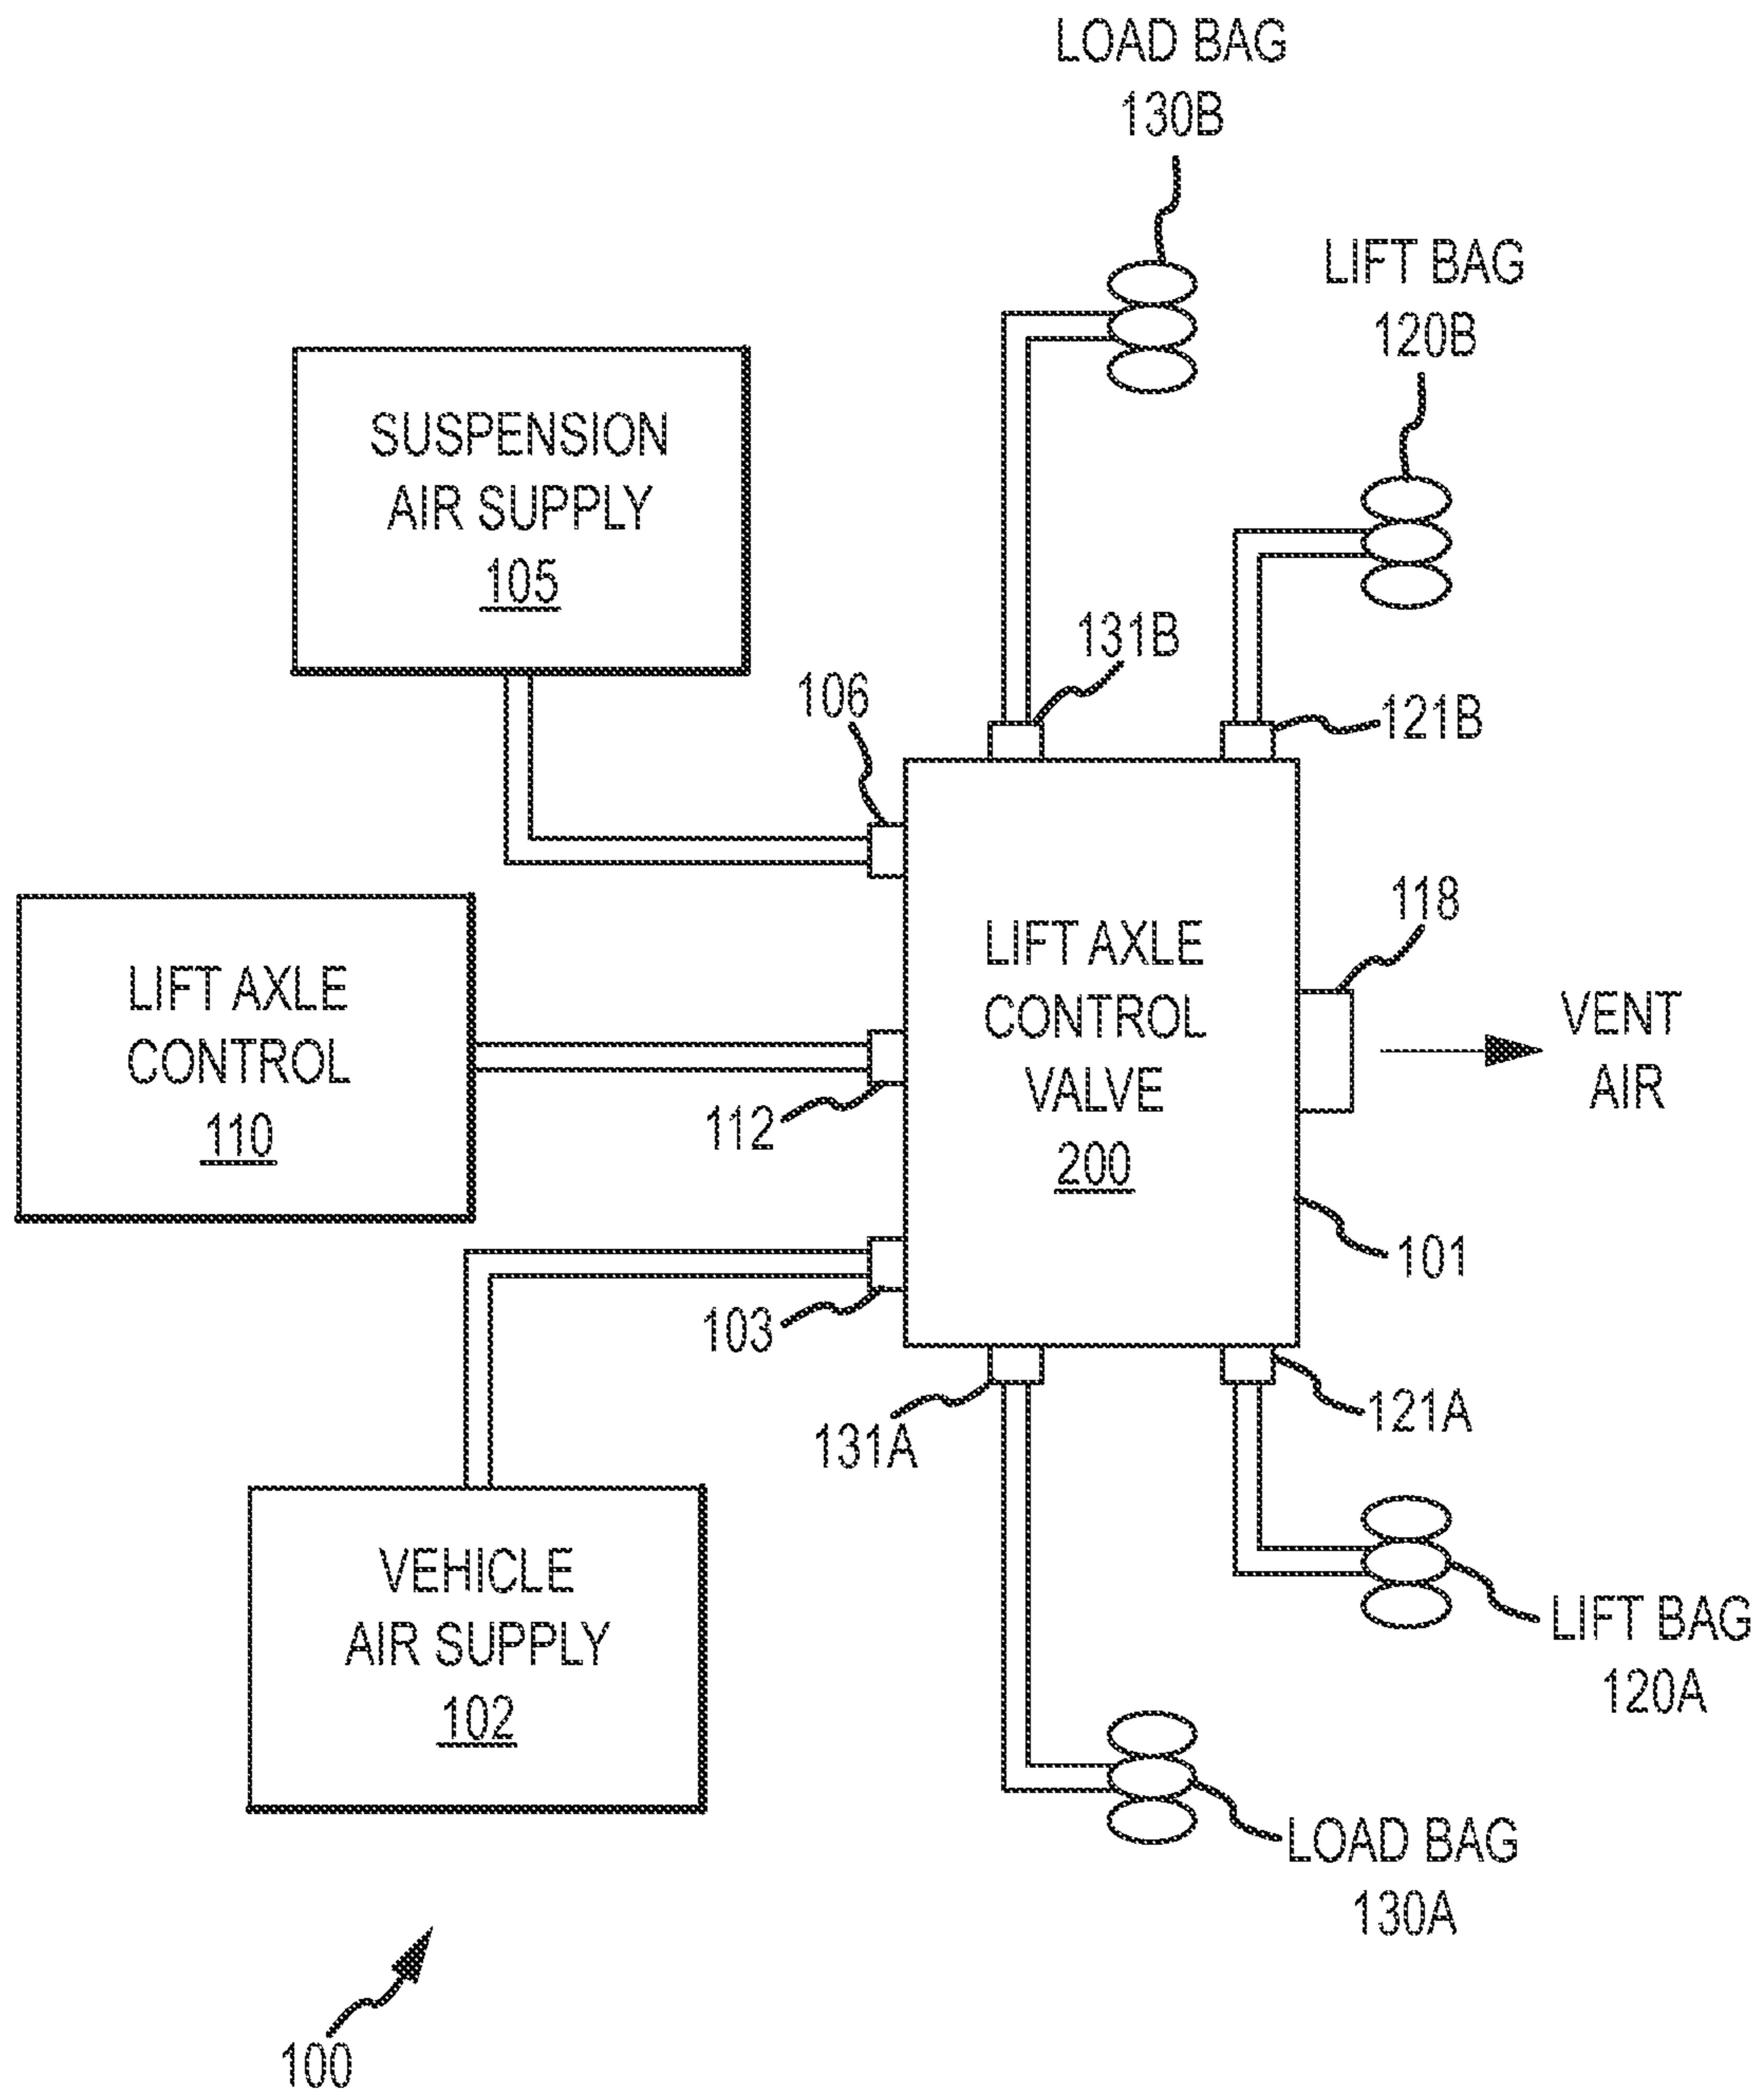 LOAD BAG
130B
LIFT BAG
120B
SUSPENSION
AIR SUPPLY
105
131B
106
121B
118
LIFT AXLE
CONTROL
VALVE
200
VENT
AIR
LIFT AXLE
CONTROL
110
112
101
103
131A
121A
VEHICLE
AIR SUPPLY
102
LIFT BAG
120A
LOAD BAG
130A
100